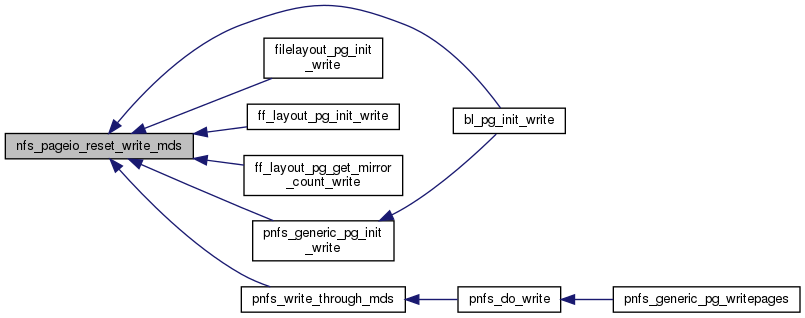 filelayout_pg_init
_write
ff_layout_pg_init_write
bl_pg_init_write
nfs_pageio_reset_write_mds
ff_layout_pg_get_mirror
_count_write
pnfs_generic_pg_init
_write
pnfs_write_through_mds
pnfs_do_write
pnfs_generic_pg_writepages